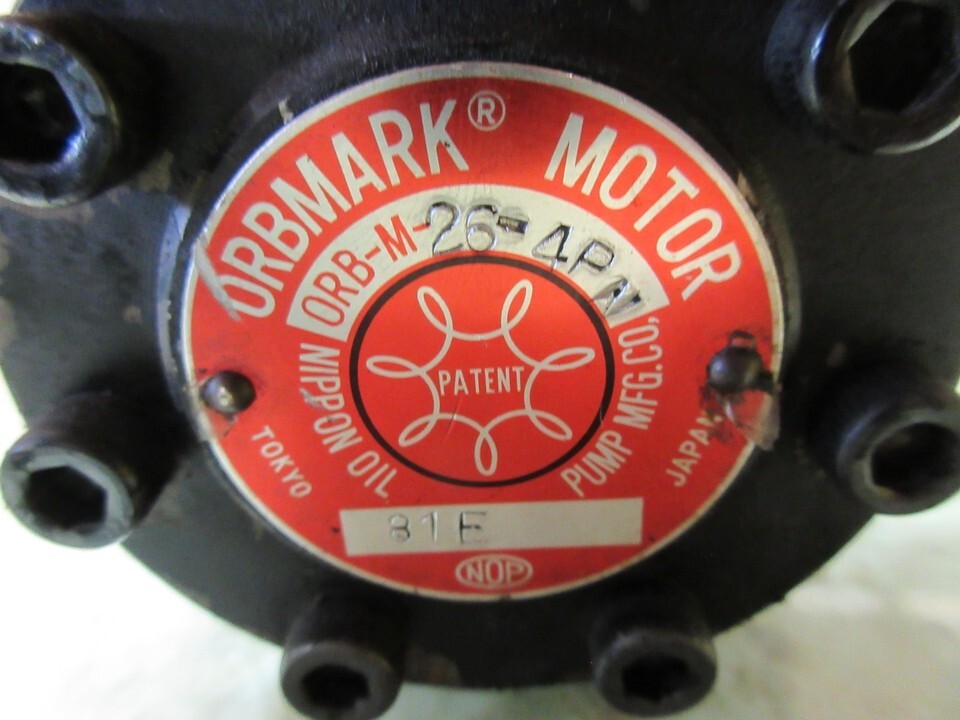 ORBMARK® MOTOR
ORB-M-26-4PN
PATENT
NIPPON OIL PUMP MFG.CO.,
TOKYO JAPAN
81E
NOP